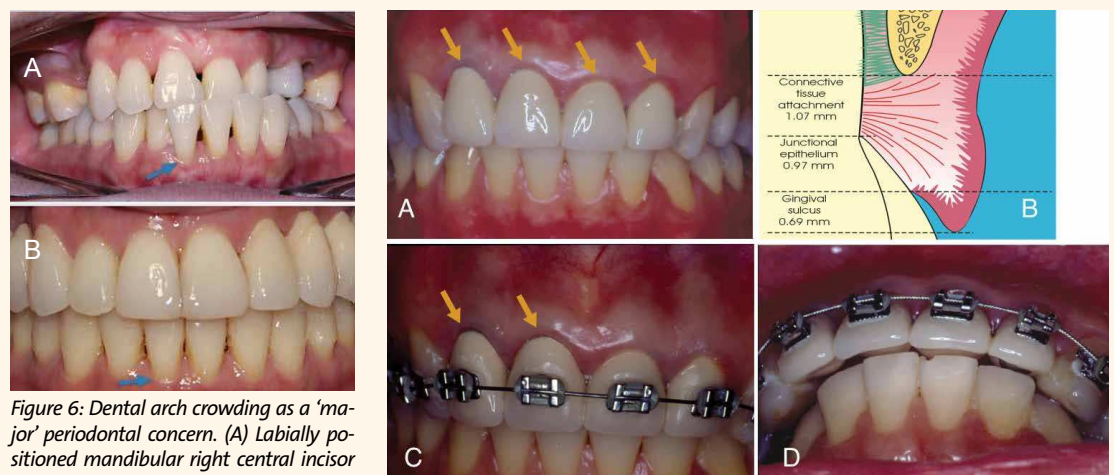 A
B
Figure 6: Dental arch crowding as a ‘ma-
jor’ periodontal concern. (A) Labially po-
sitioned mandibular right central incisor
A
Connective
tissue
attachment
1.07 mm
Junctional
epithelium
0.97 mm
Gingival
sulcus
0.69 mm
B
C
D